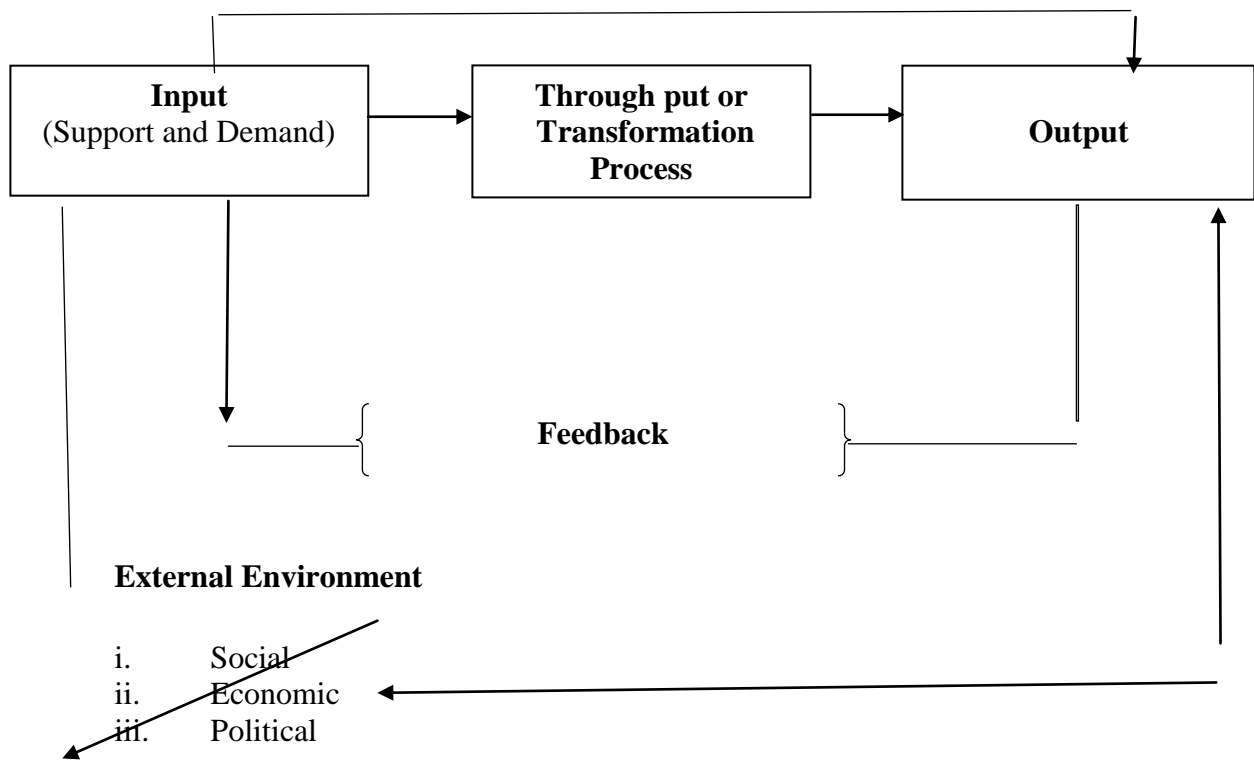 Input
(Support and Demand)
Through put or
Transformation
Process
Output
Feedback
External Environment
i. Social
ii. Economic
iii. Political